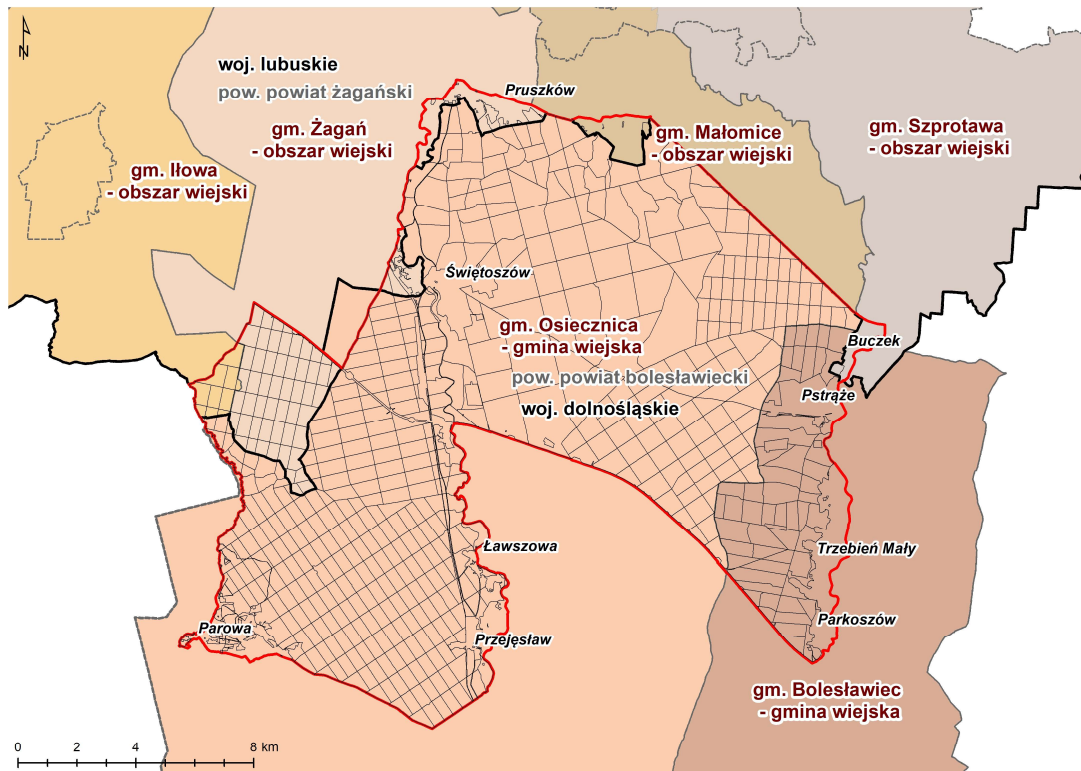 N
woj. lubuskie
pow. powiat żagański
Pruszków
gm. Żagań
- obszar wiejski
gm. Małomice
- obszar wiejski
gm. Szprotawa
- obszar wiejski
gm. Iłowa
- obszar wiejski
Świętoszów
gm. Osiecznica
- gmina wiejska
Buczek
pow. powiat bolesławiecki
Pstrąże
woj. dolnośląskie
Ławszowa
Trzebień Mały
Parowa
Przejęsław
Parkoszów
gm. Bolesławiec
- gmina wiejska
0 2 4 8 km